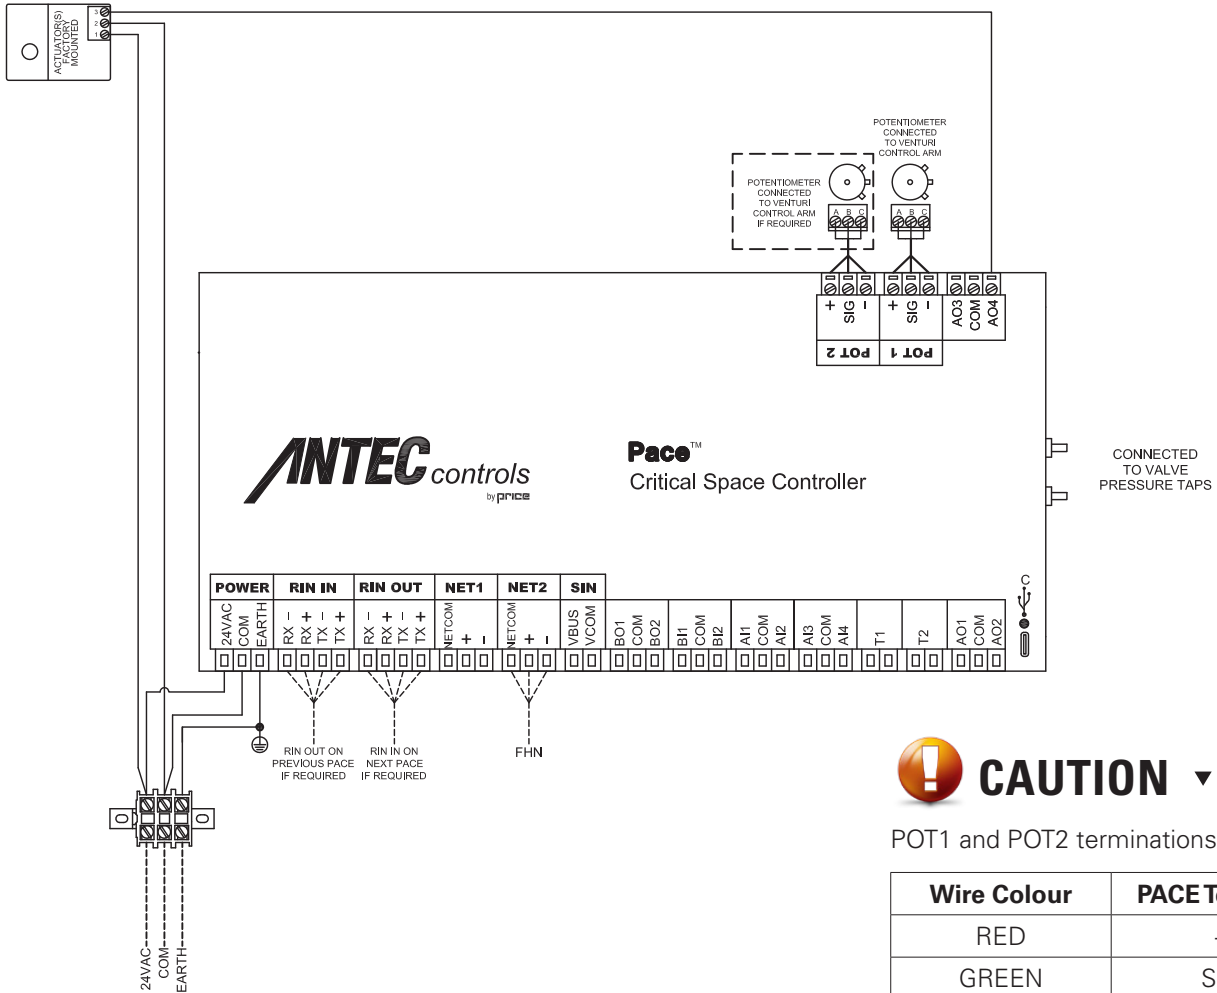 ACTUATOR(S)
FACTORY
MOUNTED
3
2
1
POTENTIOMETER
CONNECTED
TO VENTURI
CONTROL ARM
POTENTIOMETER
CONNECTED
TO VENTURI
CONTROL ARM
IF REQUIRED
A B C
A B C
+ SIG - + SIG - AO3 COM AO4
POT 2 POT 1
ANTEC controls
by price
Pace™
Critical Space Controller
CONNECTED
TO VALVE
PRESSURE TAPS
POWER RIN IN RIN OUT NET1 NET2 SIN
24VAC COM EARTH RX - RX + TX - TX + RX - RX + TX - TX + NETCOM + - NETCOM + - VBUS VCOM BO1 COM BO2 BI1 COM BI2 AI1 COM AI2 AI3 COM AI4 T1 T2 AO1 COM AO2
C
RIN OUT ON
PREVIOUS PACE
IF REQUIRED
RIN IN ON
NEXT PACE
IF REQUIRED
FHN
24VAC
COM
EARTH
! CAUTION ▼
POT1 and POT2 terminations
Wire Colour PACE
RED
GREEN S